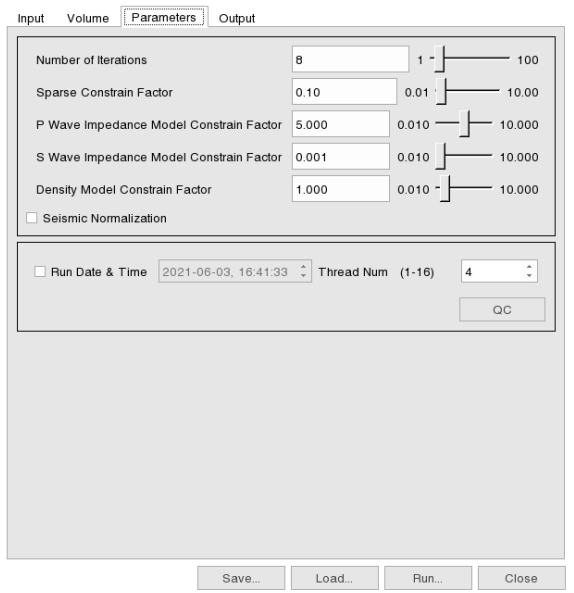 Input Volume Parameters Output
Number of Iterations 8 1 100
Sparse Constrain Factor 0.10 0.01 10.00
P Wave Impedance Model Constrain Factor 5.000 0.010 10.000
S Wave Impedance Model Constrain Factor 0.001 0.010 10.000
Density Model Constrain Factor 1.000 0.010 10.000
Seismic Normalization
Run Date & Time 2021-06-03, 16:41:33 Thread Num (1-16) 4
QC
Save... Load... Run... Close